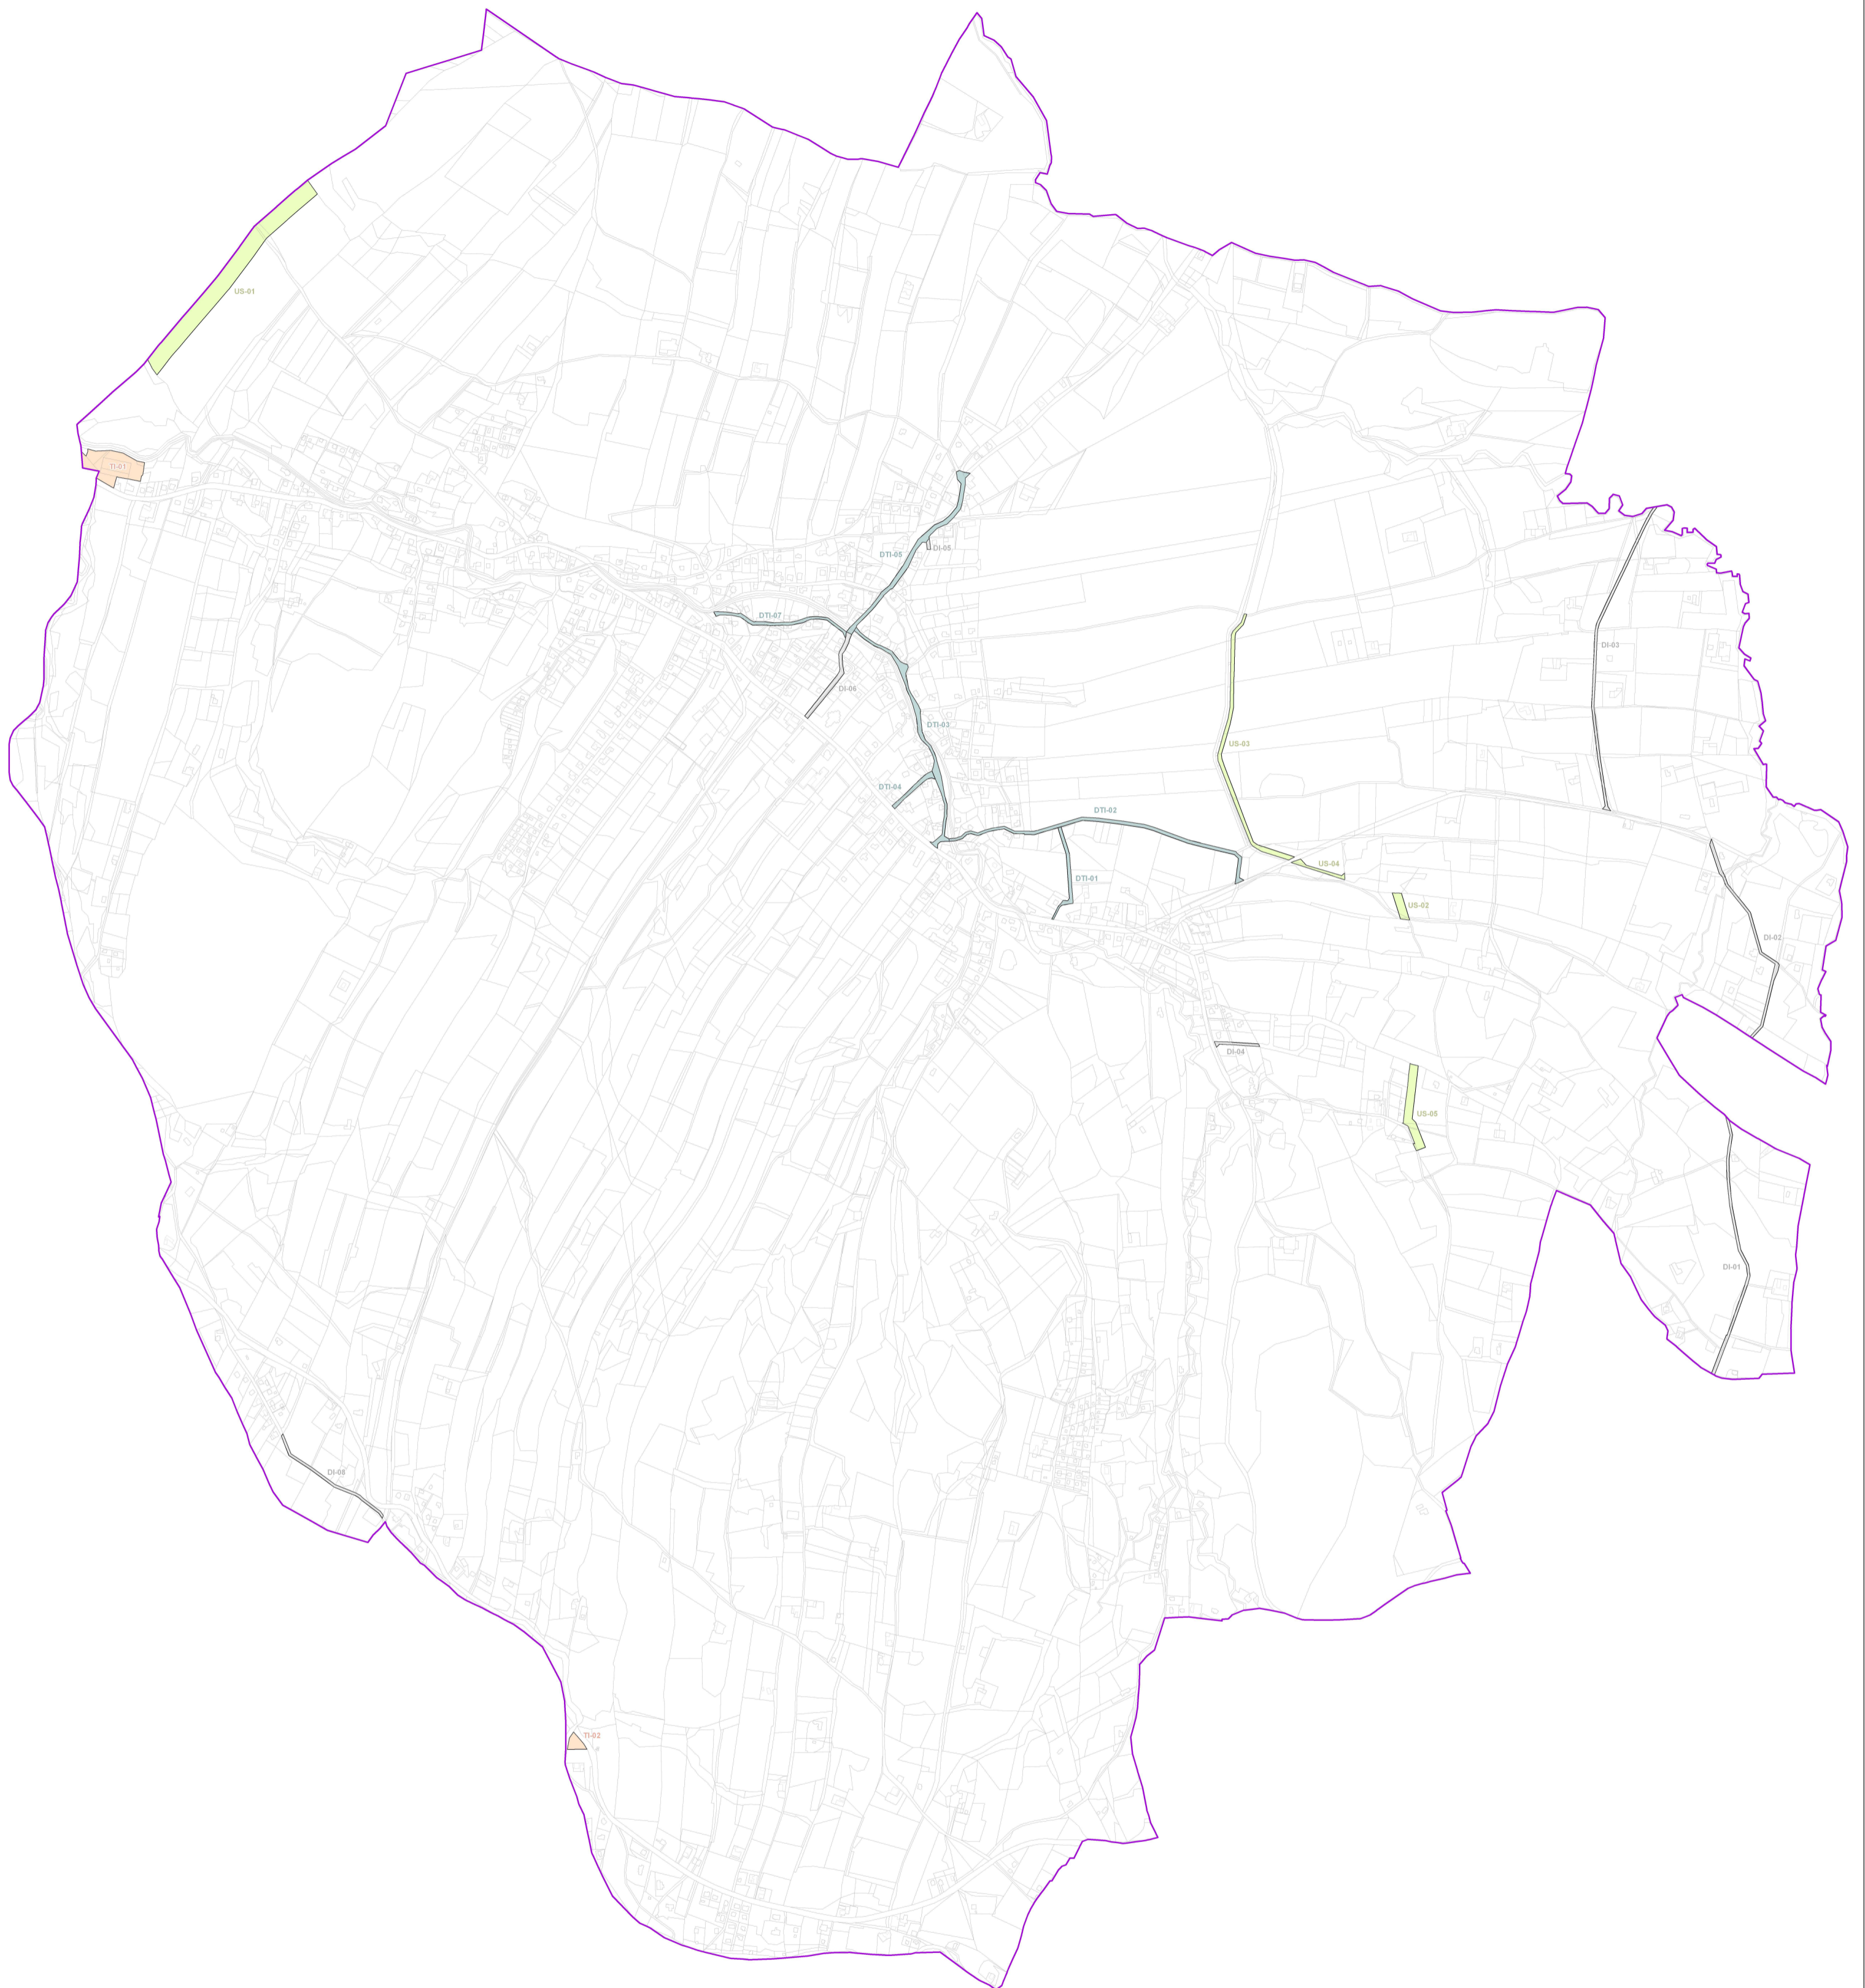 US-01
TI-01
DTI-05
DI-05
DTI-07
DI-03
DI-06
DTI-03
US-03
DTI-04
DTI-02
US-04
DTI-01
US-02
DI-02
DI-04
US-05
DI-01
DI-08
TI-02